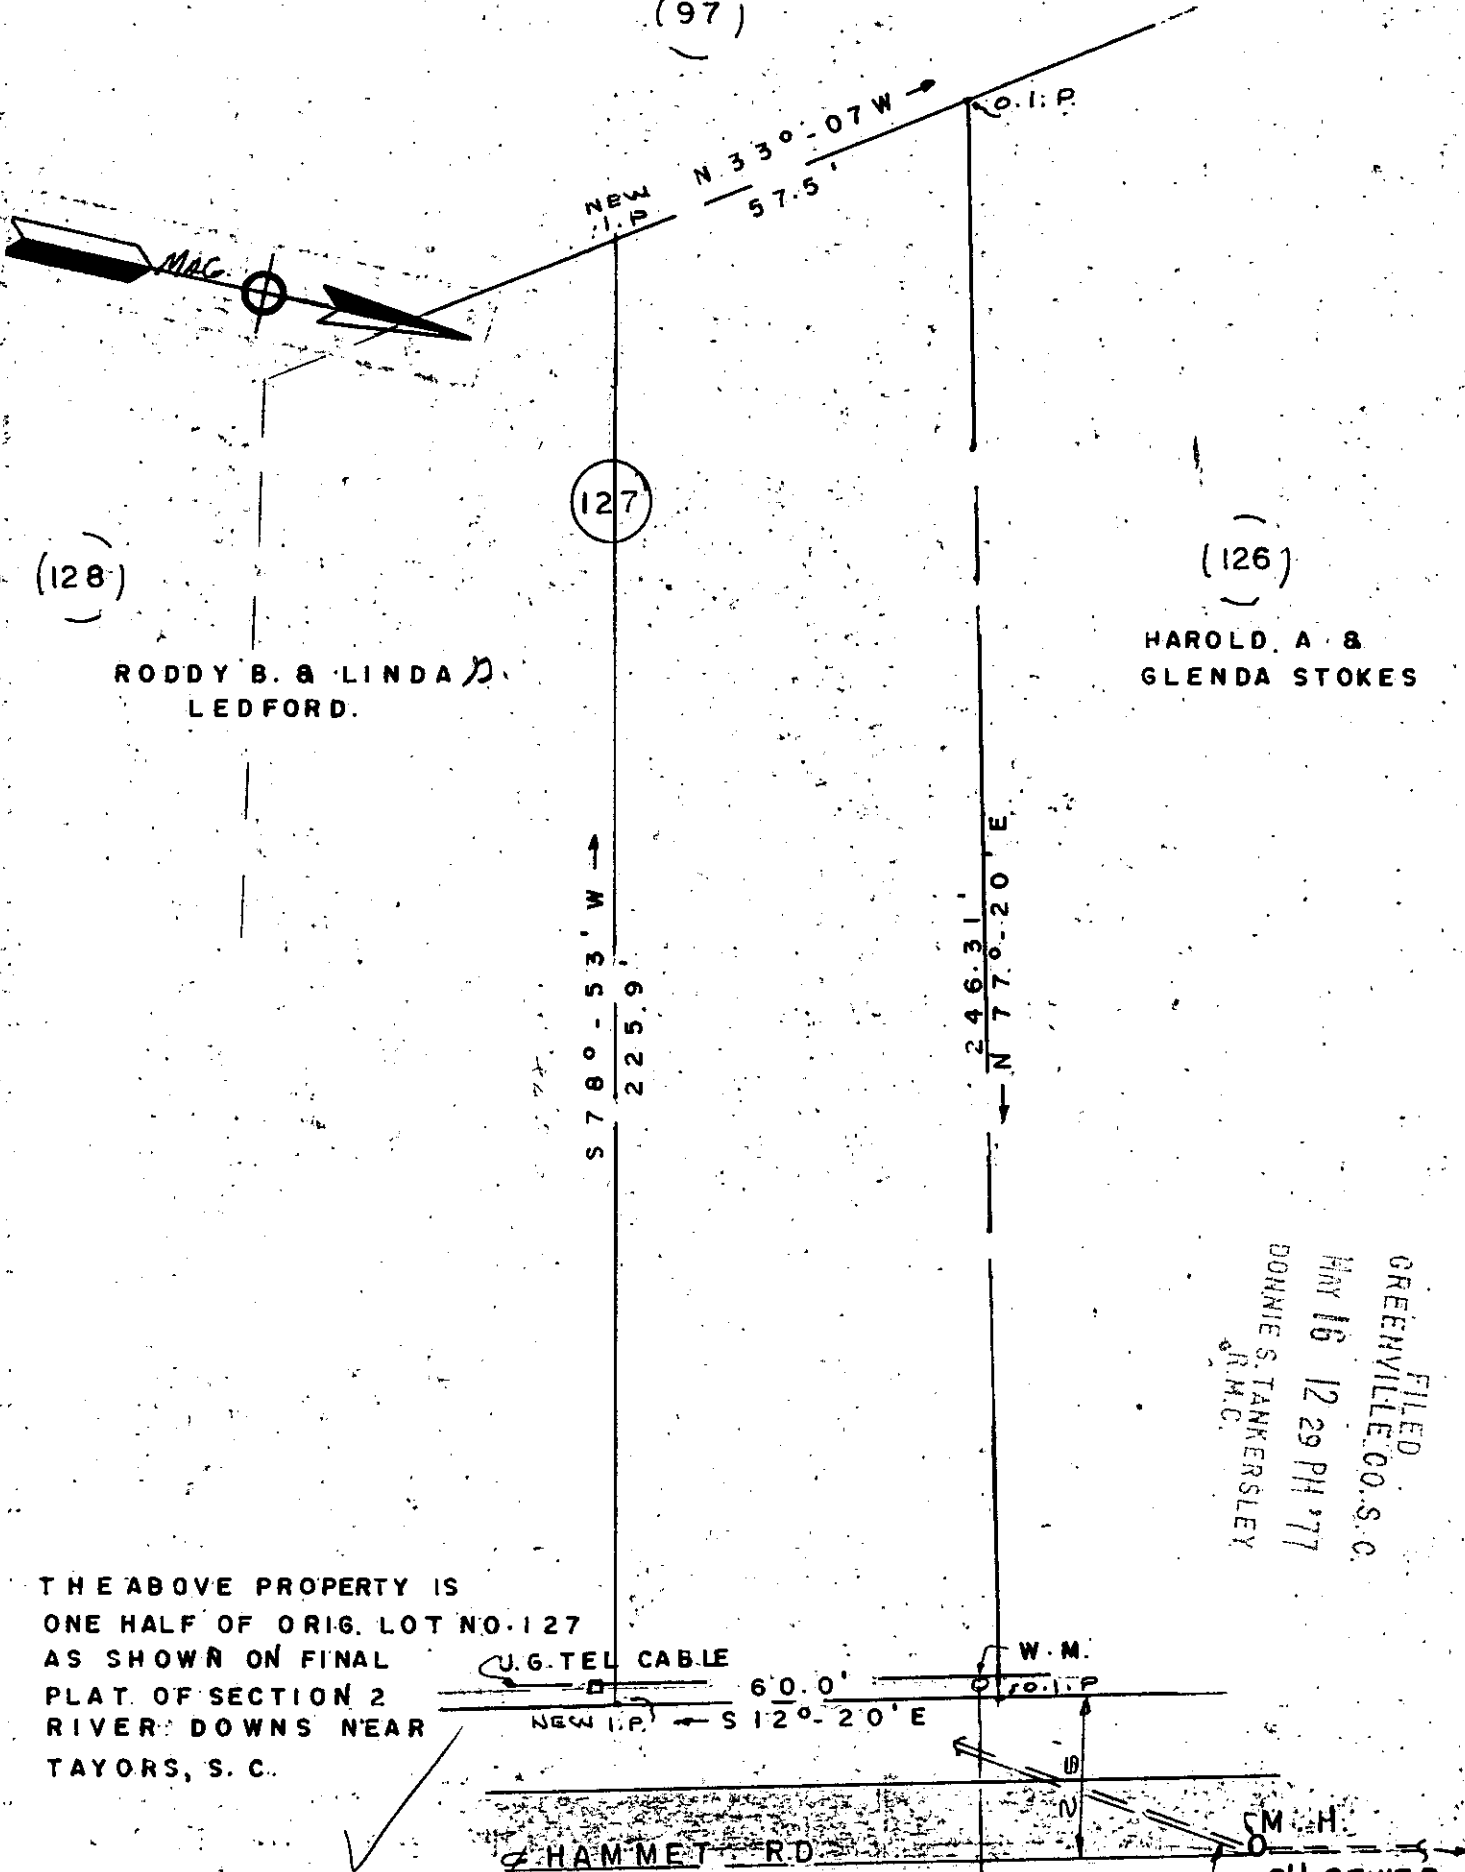 (97)
N 33°-07 W
57.5'
O.I.P.
NEW
I.P.
MAG.
127
(128)
(126)
HAROLD. A. &
GLENDA STOKES
RODDY B. & LINDA D.
LEDFORD.
S 78°-53' W
225.9'
246.31'
N 77°-20' E
FILED
GREENVILLE CO. S.C.
MAY 16 12 29 PM '77
DONNIE S. TANKERSLEY
R.M.C.
THE ABOVE PROPERTY IS
ONE HALF OF ORIG. LOT NO. 127
AS SHOWN ON FINAL
PLAT OF SECTION 2
RIVER DOWNS NEAR
TAYORS, S. C.
U.G. TEL CABLE
W.M.
60.0'
O.I.P
NEW I.P.
S 12°-20' E
25
M.H.
℄ HAMMET RD